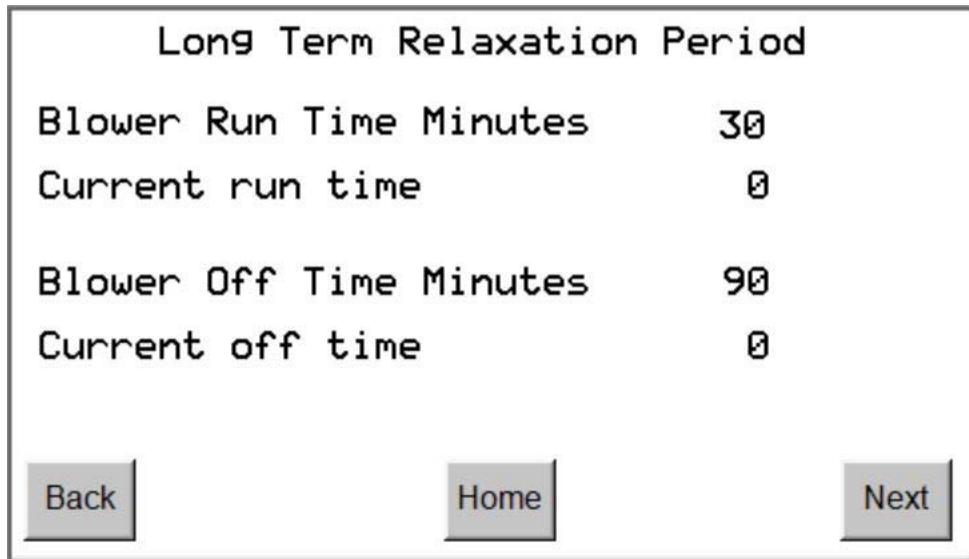 Long Term Relaxation Period
Blower Run Time Minutes 30
Current run time 0
Blower Off Time Minutes 90
Current off time 0
Back Home Next